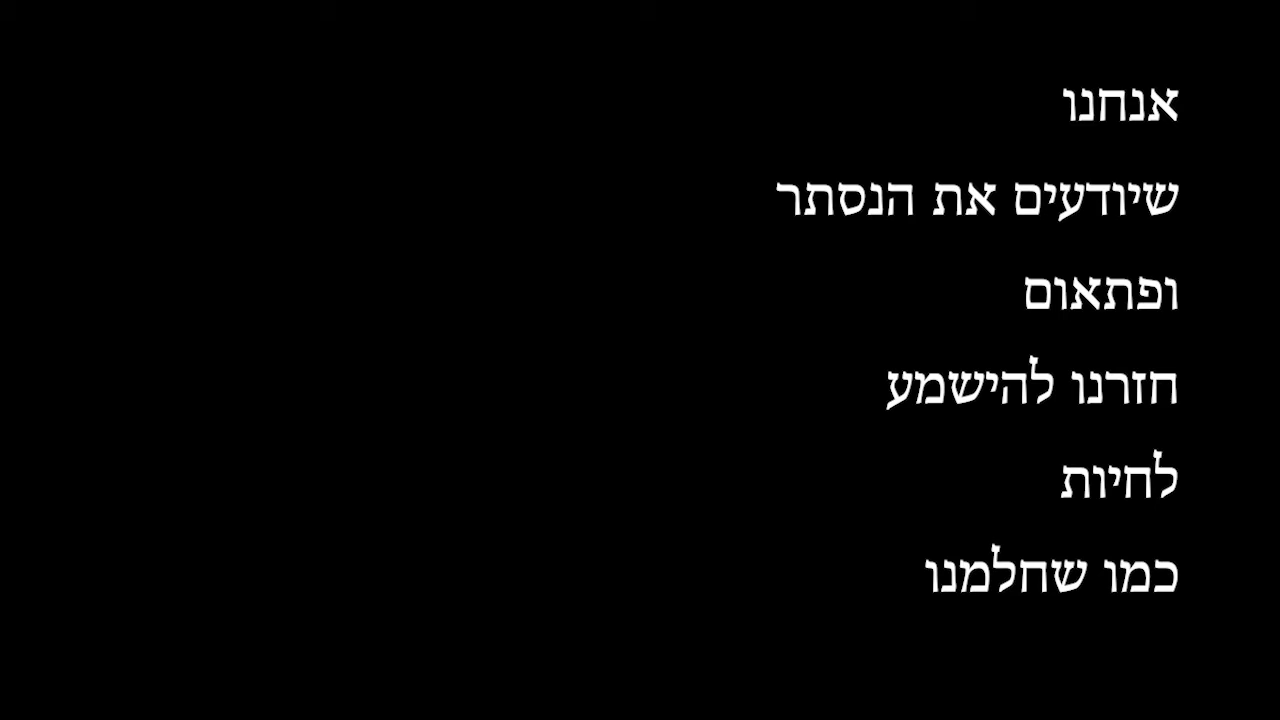 אנחנו
שיודעים את הנסתר
ופתאום
חזרנו להישמע
לחיות
כמו שחלמנו